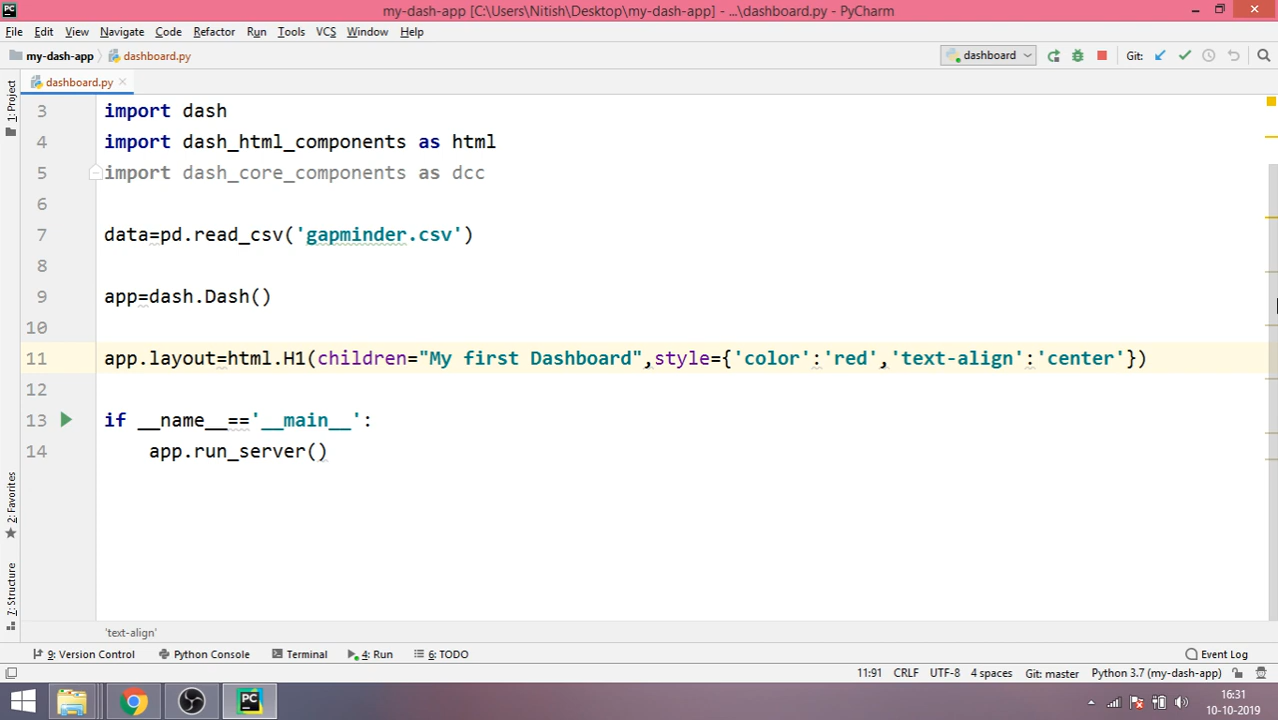 my-dash-app [C:\Users\Nitish\Desktop\my-dash-app] - ...\dashboard.py - PyCharm
File Edit View Navigate Code Refactor Run Tools VCS Window Help
my-dash-app dashboard.py dashboard Git:
dashboard.py
1: Project
3 import dash
4 import dash_html_components as html
5 import dash_core_components as dcc
6
7 data=pd.read_csv('gapminder.csv')
8
9 app=dash.Dash()
10
11 app.layout=html.H1(children="My first Dashboard",style={'color':'red','text-align':'center'})
12
13 if __name__=='__main__':
14 app.run_server()
2: Favorites
7: Structure
'text-align'
9: Version Control Python Console Terminal 4: Run 6: TODO Event Log
11:91 CRLF UTF-8 4 spaces Git: master Python 3.7 (my-dash-app)
PC
16:31
10-10-2019